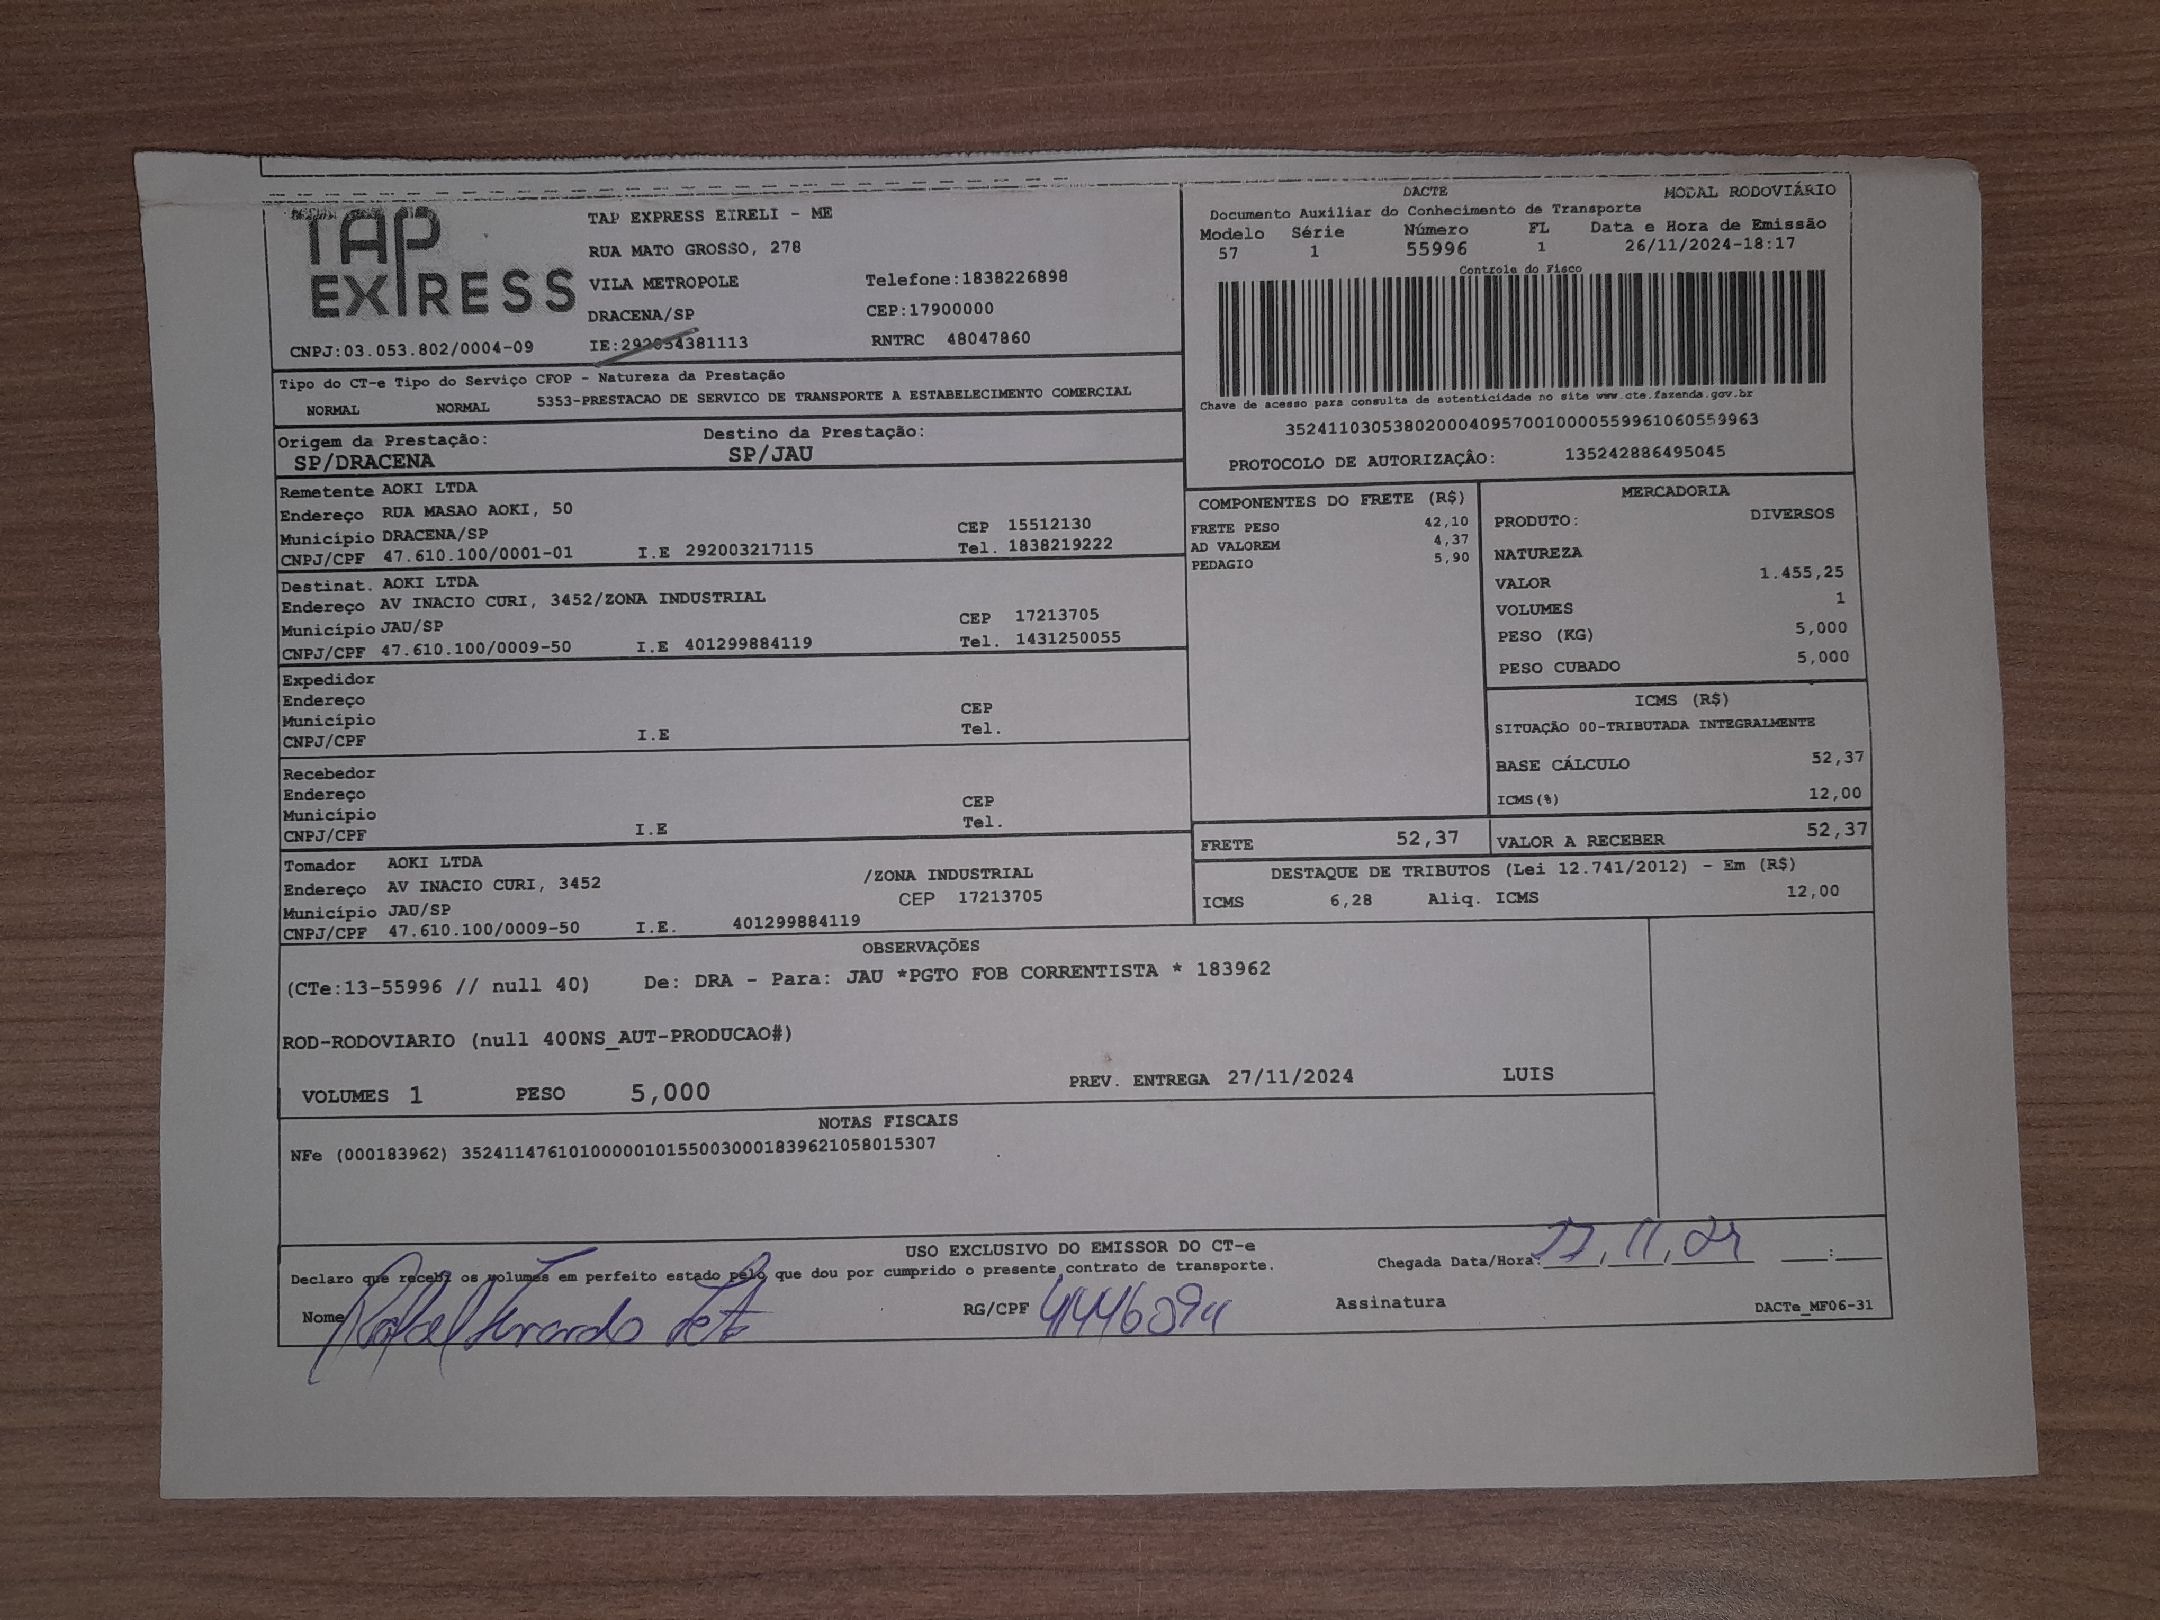 TAP EXPRESS
TAP EXPRESS EIRELI - ME
RUA MATO GROSSO, 278
VILA METROPOLE Telefone:1838226898
DRACENA/SP CEP:17900000
CNPJ:03.053.802/0004-09 IE:292054381113 RNTRC 48047860
DACTE MODAL RODOVIÁRIO
Documento Auxiliar do Conhecimento de Transporte
Modelo Série Número FL Data e Hora de Emissão
57 1 55996 1 26/11/2024-18:17
Controle do Fisco
Chave de acesso para consulta de autenticidade no site www.cte.fazenda.gov.br
35241103053802000409570010000559961060559963
PROTOCOLO DE AUTORIZAÇÂO: 135242886495045
Tipo do CT-e Tipo do Serviço CFOP - Natureza da Prestação
NORMAL NORMAL 5353-PRESTACAO DE SERVICO DE TRANSPORTE A ESTABELECIMENTO COMERCIAL
Origem da Prestação: Destino da Prestação:
SP/DRACENA SP/JAU
Remetente AOKI LTDA
Endereço RUA MASAO AOKI, 50
Município DRACENA/SP CEP 15512130
CNPJ/CPF 47.610.100/0001-01 I.E 292003217115 Tel. 1838219222
Destinat. AOKI LTDA
Endereço AV INACIO CURI, 3452/ZONA INDUSTRIAL
Município JAU/SP CEP 17213705
CNPJ/CPF 47.610.100/0009-50 I.E 401299884119 Tel. 1431250055
Expedidor
Endereço
Município CEP
CNPJ/CPF I.E Tel.
Recebedor
Endereço
Município CEP
CNPJ/CPF I.E Tel.
Tomador AOKI LTDA
Endereço AV INACIO CURI, 3452 /ZONA INDUSTRIAL
Município JAU/SP CEP 17213705
CNPJ/CPF 47.610.100/0009-50 I.E. 401299884119
COMPONENTES DO FRETE (R$)
FRETE PESO 42,10
AD VALOREM 4,37
PEDAGIO 5,90
MERCADORIA
PRODUTO: DIVERSOS
NATUREZA
VALOR 1.455,25
VOLUMES 1
PESO (KG) 5,000
PESO CUBADO 5,000
ICMS (R$)
SITUAÇÃO 00-TRIBUTADA INTEGRALMENTE
BASE CÁLCULO 52,37
ICMS(%) 12,00
FRETE 52,37 VALOR A RECEBER 52,37
DESTAQUE DE TRIBUTOS (Lei 12.741/2012) - Em (R$)
ICMS 6,28 Aliq. ICMS 12,00
OBSERVAÇÕES
(CTe:13-55996 // null 40) De: DRA - Para: JAU *PGTO FOB CORRENTISTA * 183962
ROD-RODOVIARIO (null 400NS_AUT-PRODUCAO#)
VOLUMES 1 PESO 5,000 PREV. ENTREGA 27/11/2024 LUIS
NOTAS FISCAIS
NFe (000183962) 35241147610100000101550030001839621058015307
USO EXCLUSIVO DO EMISSOR DO CT-e
Declaro que recebi os volumes em perfeito estado pelo que dou por cumprido o presente contrato de transporte. Chegada Data/Hora:
Nome Rafael RG/CPF Assinatura DACTe_MF06-31